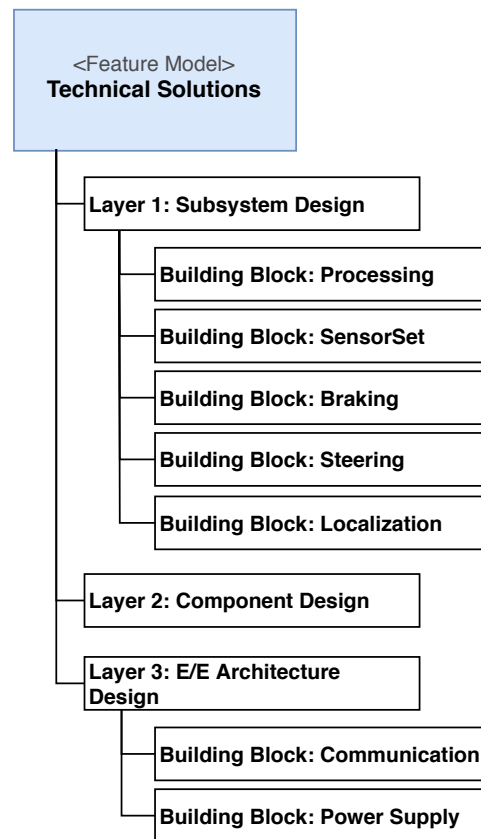 <Feature Model>
Technical Solutions
Layer 1: Subsystem Design
Building Block: Processing
Building Block: SensorSet
Building Block: Braking
Building Block: Steering
Building Block: Localization
Layer 2: Component Design
Layer 3: E/E Architecture
Design
Building Block: Communication
Building Block: Power Supply